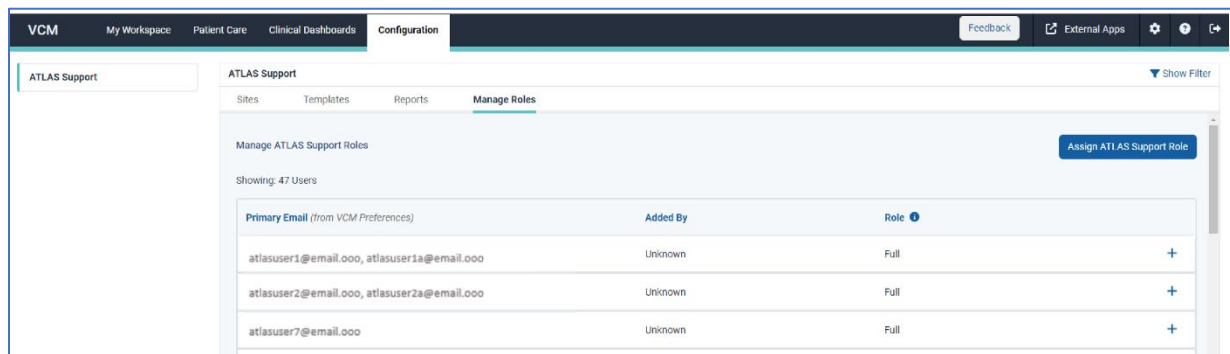 VCM My Workspace Patient Care Clinical Dashboards Configuration Feedback External Apps
ATLAS Support
ATLAS Support Show Filter
Sites Templates Reports Manage Roles
Manage ATLAS Support Roles Assign ATLAS Support Role
Showing: 47 Users
Primary Email (from VCM Preferences) Added By Role
atlasuser1@email.ooo, atlasuser1a@email.ooo Unknown Full +
atlasuser2@email.ooo, atlasuser2a@email.ooo Unknown Full +
atlasuser7@email.ooo Unknown Full +